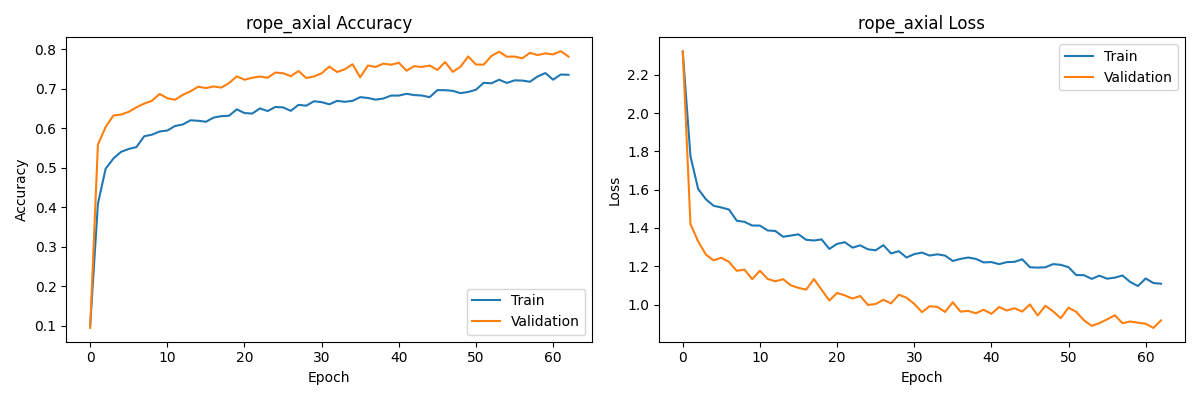 rope_axial Accuracy
0.8
0.7
0.6
0.5
0.4
0.3
0.2
0.1
Accuracy
0
10
20
30
40
50
60
Epoch
Train
Validation
rope_axial Loss
2.2
2.0
1.8
1.6
1.4
1.2
1.0
Loss
0
10
20
30
40
50
60
Epoch
Train
Validation